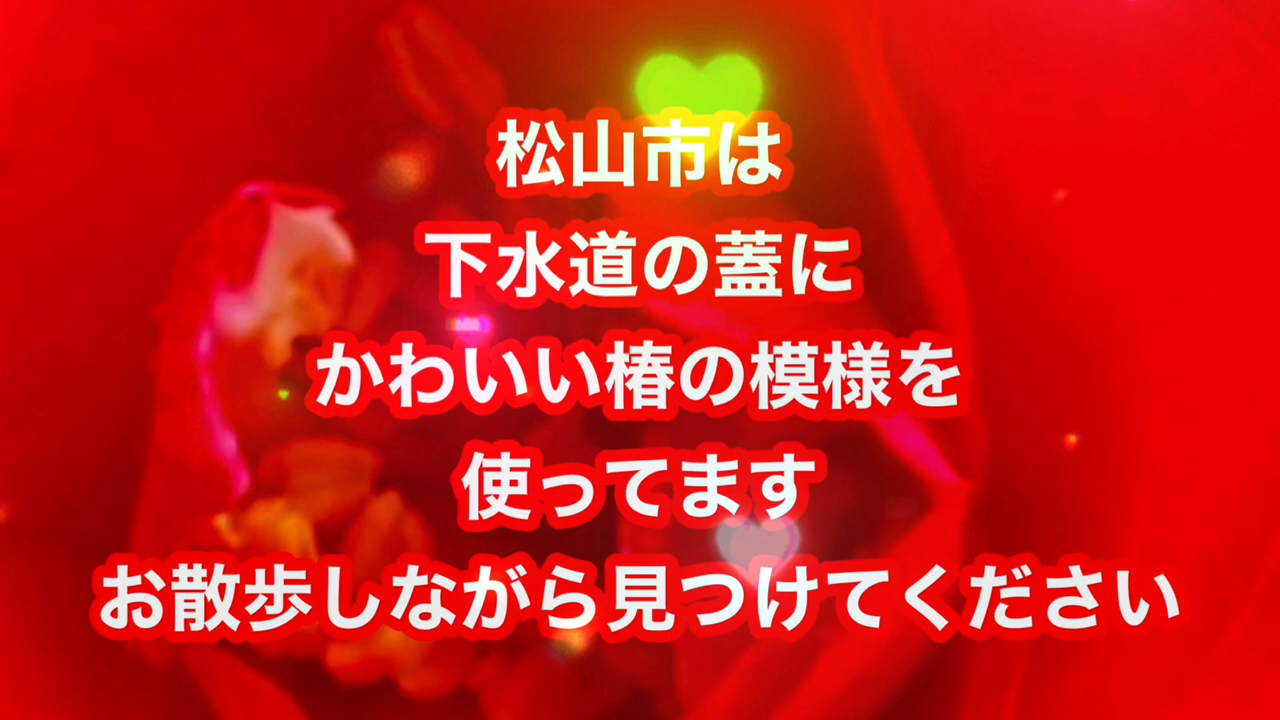 松山市は
下水道の蓋に
かわいい椿の模様を
使ってます
お散歩しながら見つけてください